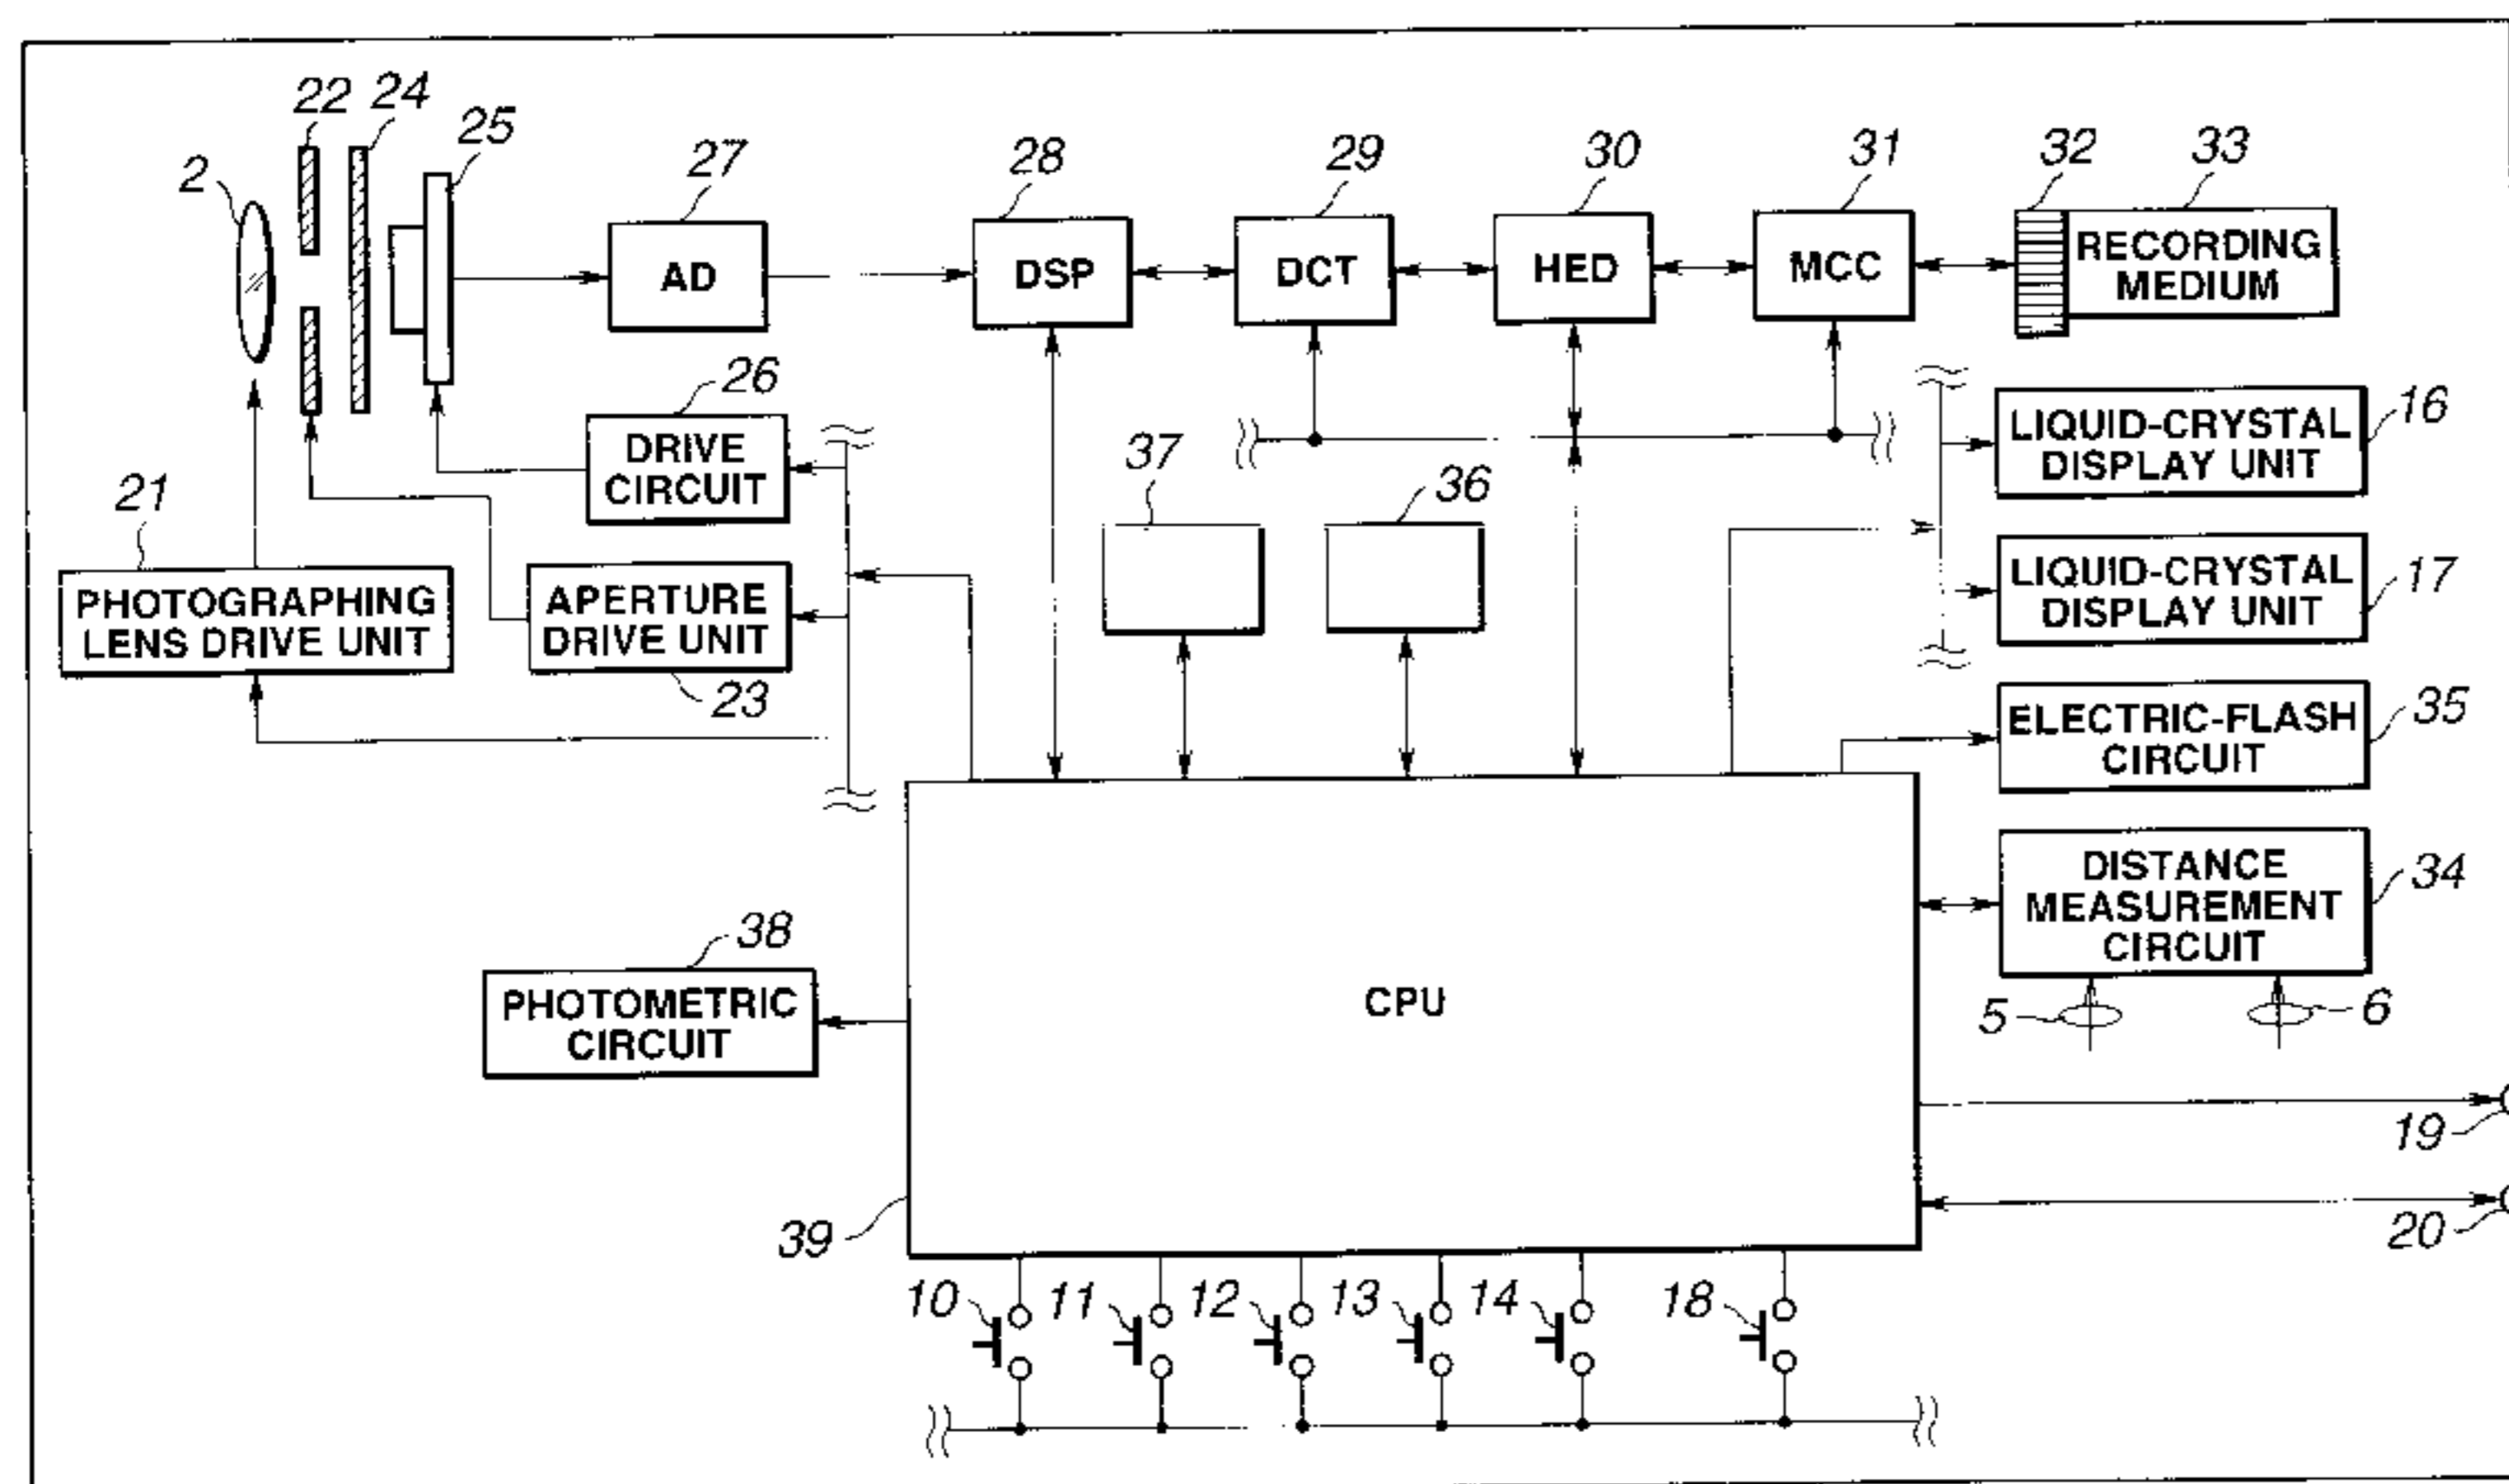 22 24
25
2
27
28
29
30
31
32
33
AD
DSP
DCT
HED
MCC
RECORDING
MEDIUM
26
DRIVE
CIRCUIT
37
36
LIQUID-CRYSTAL
DISPLAY UNIT
16
21
PHOTOGRAPHING
LENS DRIVE UNIT
APERTURE
DRIVE UNIT
23
LIQUID-CRYSTAL
DISPLAY UNIT
17
ELECTRIC-FLASH
CIRCUIT
35
DISTANCE
MEASUREMENT
CIRCUIT
34
38
PHOTOMETRIC
CIRCUIT
CPU
5
6
19
39
20
10 11 12 13 14 18